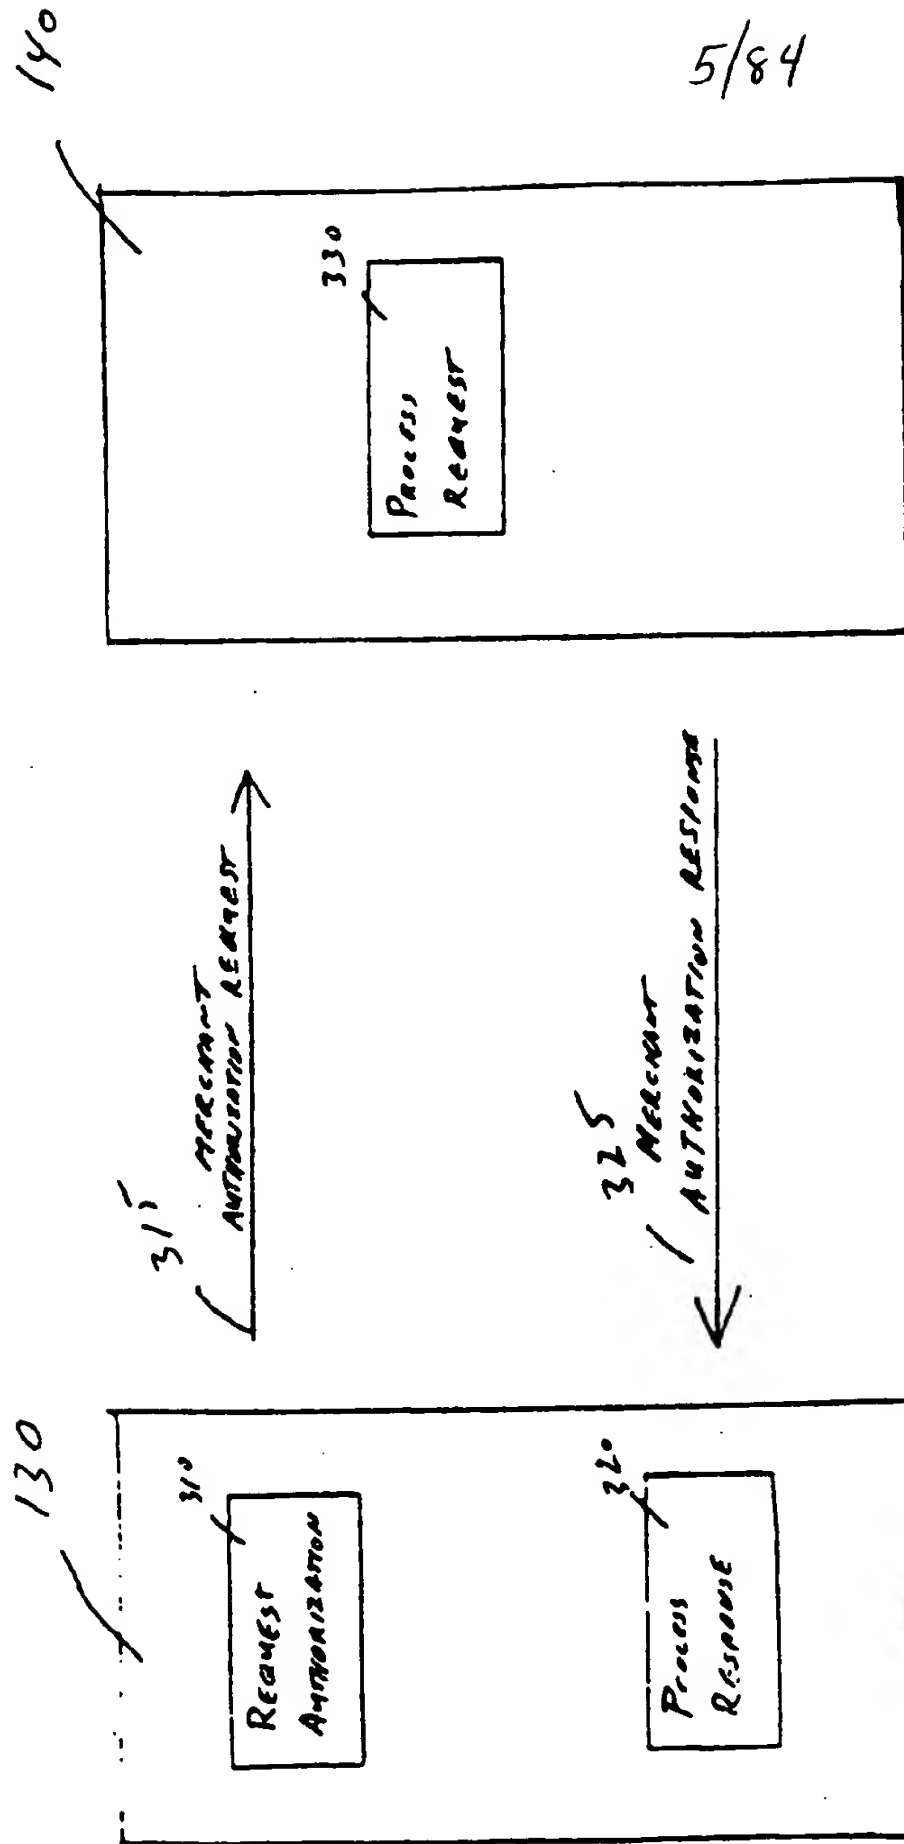 5/84
130
140
310
REQUEST
AUTHORIZATION
315
MERCHANT
AUTHORIZATION REQUEST
330
PROCESS
REQUEST
320
PROCESS
RESPONSE
325
MERCHANT
AUTHORIZATION RESPONSE